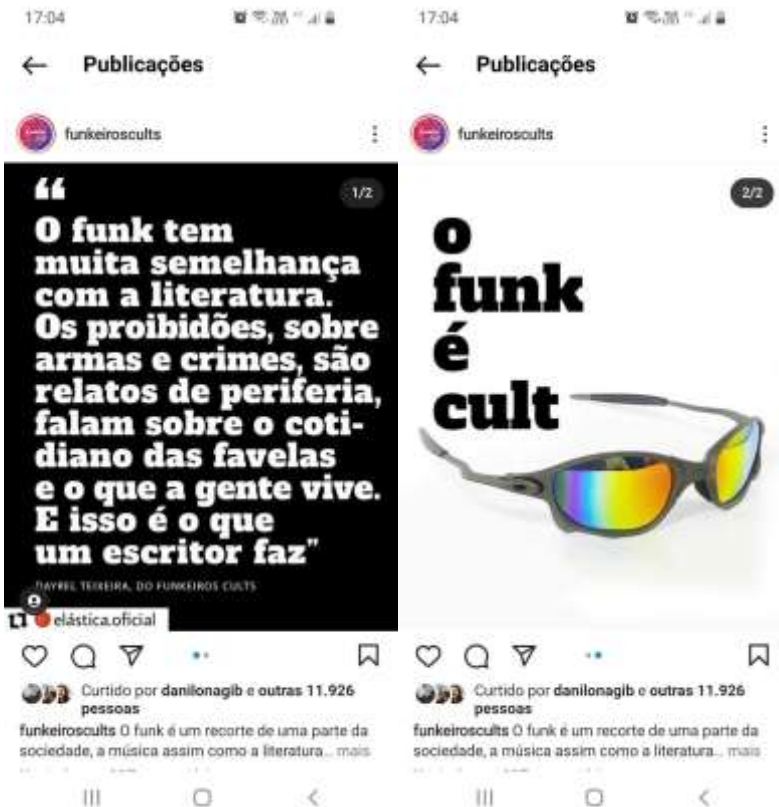 17:04
Publicações
funkeiroscults
1/2
“
O funk tem
muita semelhança
com a literatura.
Os proibidões, sobre
armas e crimes, são
relatos de periferia,
falam sobre o coti-
diano das favelas
e o que a gente vive.
E isso é o que
um escritor faz”
DAYREL TEIXEIRA, DO FUNKEIROS CULTS
elástica.oficial
Curtido por danilonagib e outras 11.926
pessoas
funkeiroscults O funk é um recorte de uma parte da
sociedade, a música assim como a literatura... mais
17:04
Publicações
funkeiroscults
2/2
o
funk
é
cult
Curtido por danilonagib e outras 11.926
pessoas
funkeiroscults O funk é um recorte de uma parte da
sociedade, a música assim como a literatura... mais